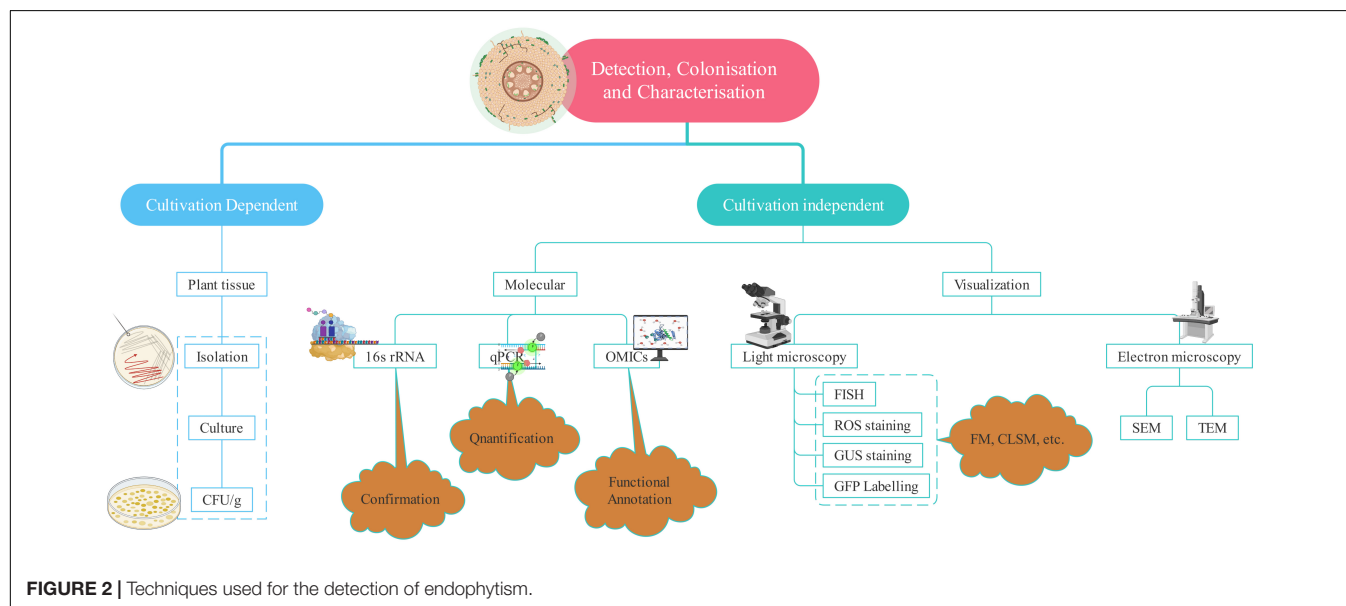 Detection, Colonisation
and Characterisation
Cultivation Dependent
Cultivation independent
Plant tissue
Molecular
Visualization
Isolation
16s rRNA
qPCR
OMICs
Light microscopy
Electron microscopy
Culture
CFU/g
Confirmation
Qnantification
Functional
Annotation
FISH
ROS staining
GUS staining
GFP Labelling
FM, CLSM, etc.
SEM
TEM
FIGURE 2 | Techniques used for the detection of endophytism.